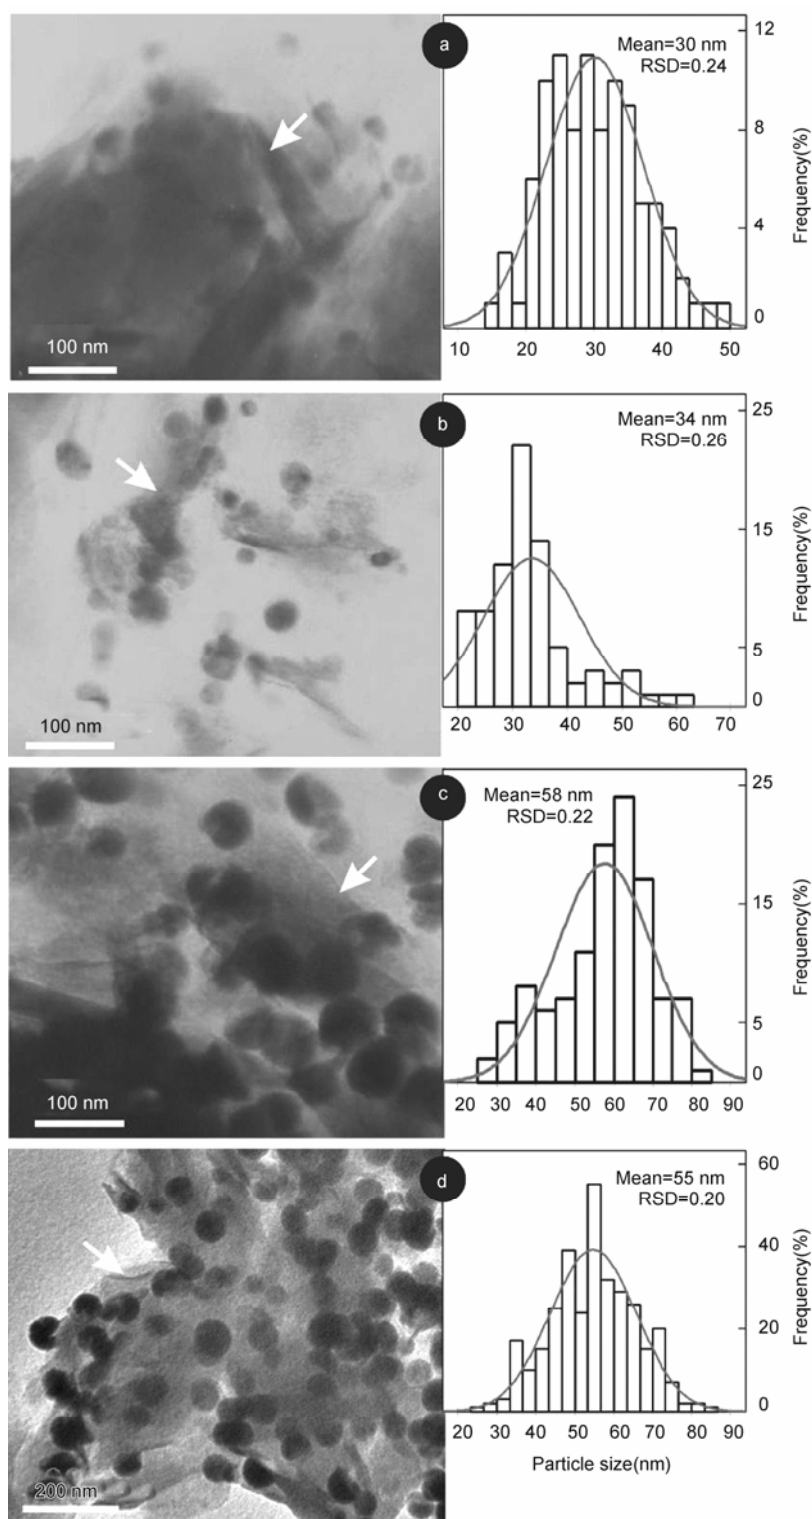 a
Mean=30 nm
RSD=0.24
12
8
4
0
Frequency(%)
10 20 30 40 50
100 nm
b
Mean=34 nm
RSD=0.26
25
15
5
0
Frequency(%)
20 30 40 50 60 70
100 nm
c
Mean=58 nm
RSD=0.22
25
15
5
0
Frequency(%)
20 30 40 50 60 70 80 90
100 nm
d
Mean=55 nm
RSD=0.20
60
40
20
0
Frequency(%)
20 30 40 50 60 70 80 90
Particle size(nm)
200 nm